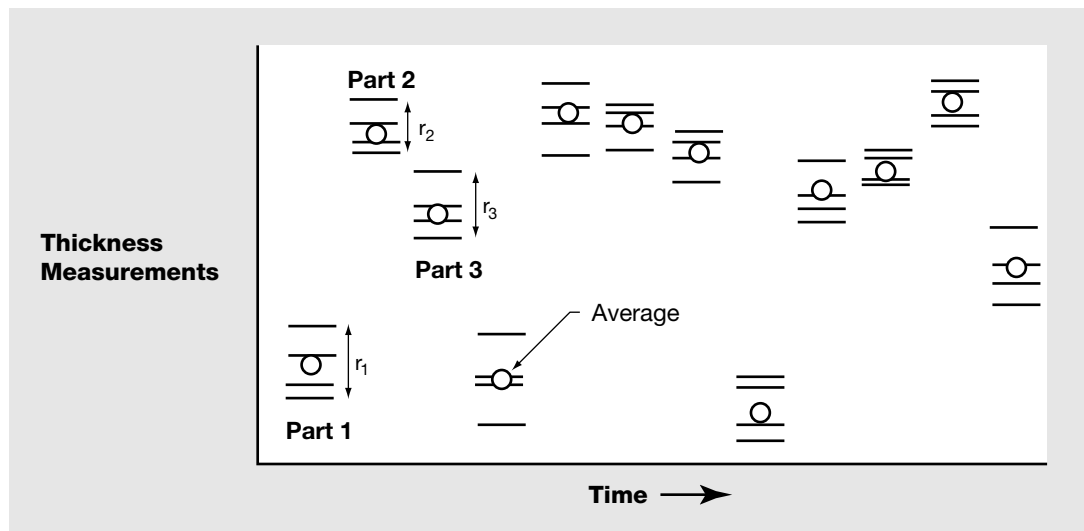 Part 2
r2
r3
Thickness
Measurements
Part 3
Average
r1
Part 1
Time